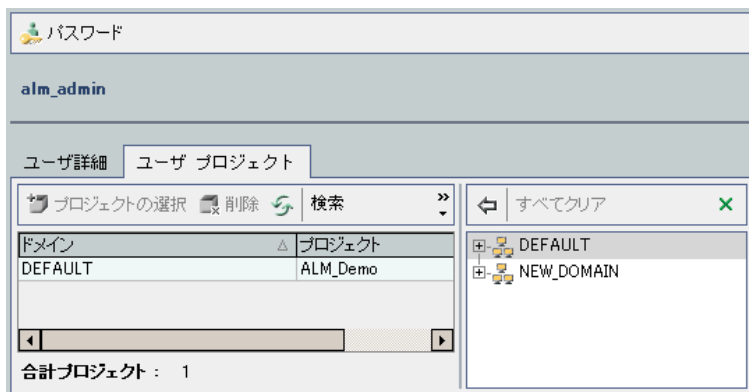 パスワード
alm_admin
ユーザ詳細 ユーザ プロジェクト
プロジェクトの選択 削除 検索 »
すべてクリア
ドメイン プロジェクト
DEFAULT ALM_Demo
合計プロジェクト : 1
DEFAULT
NEW_DOMAIN